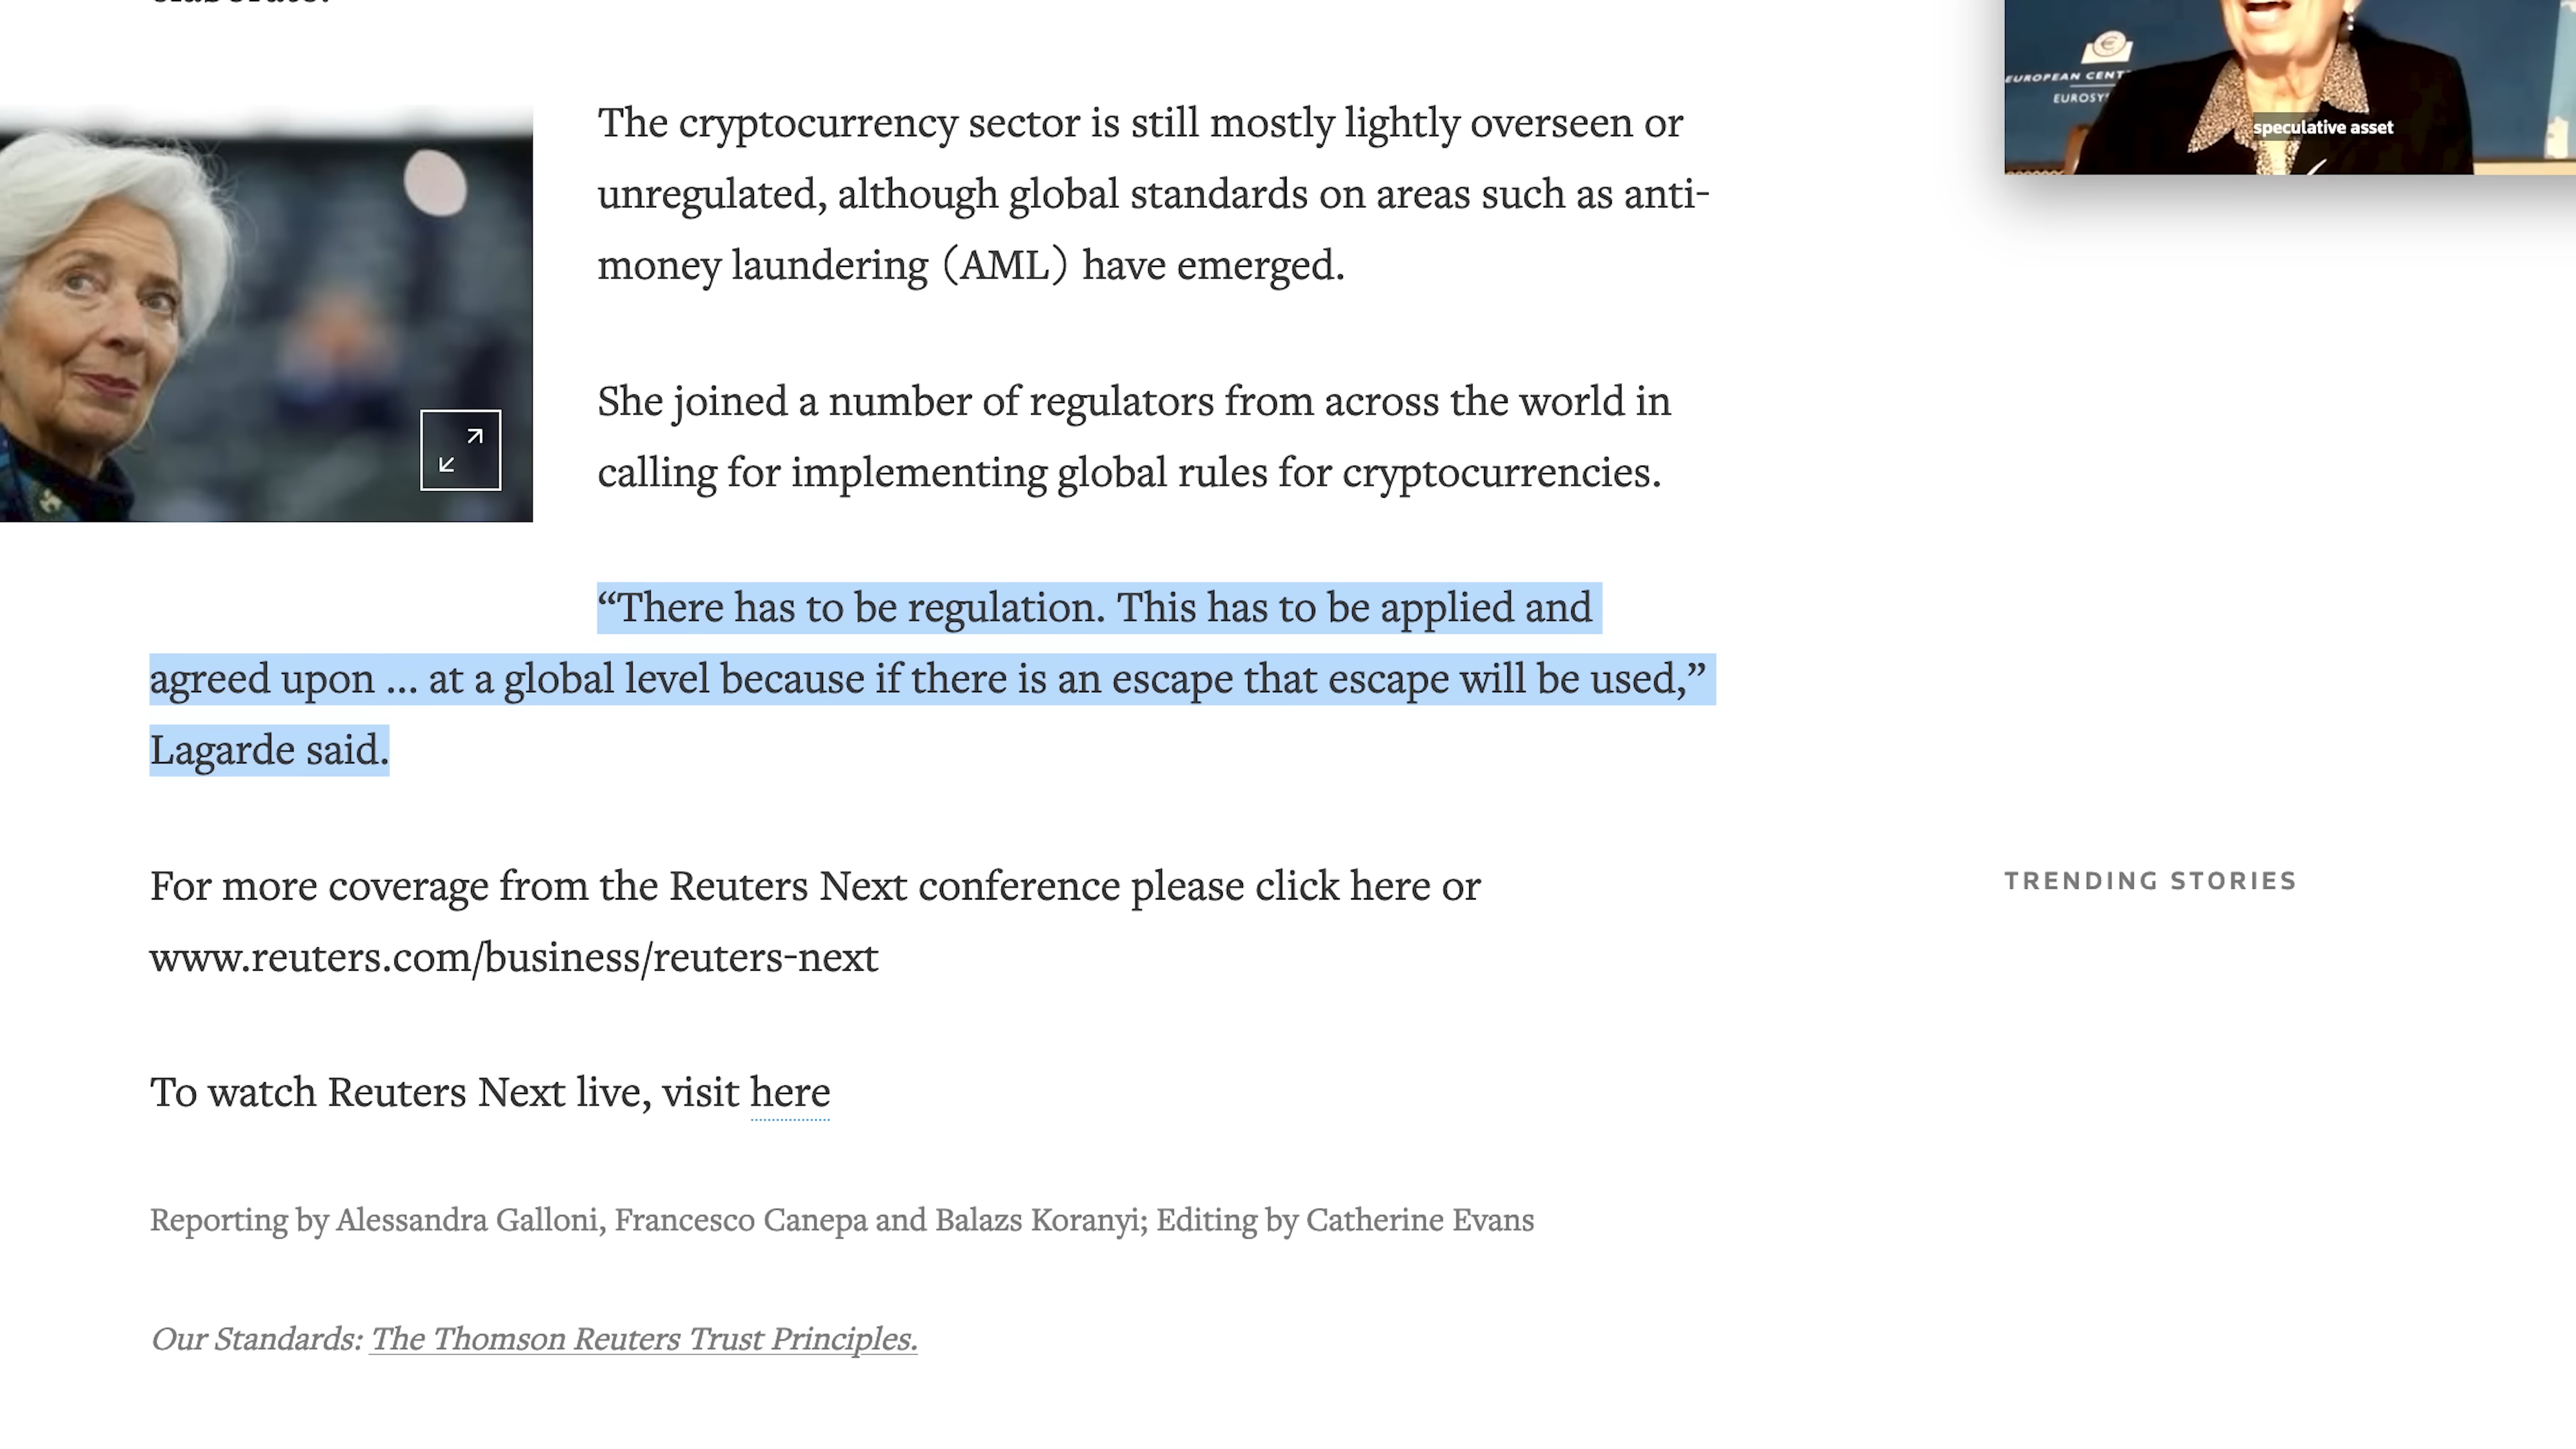 The cryptocurrency sector is still mostly lightly overseen or
unregulated, although global standards on areas such as anti-
money laundering (AML) have emerged.
She joined a number of regulators from across the world in
calling for implementing global rules for cryptocurrencies.
“There has to be regulation. This has to be applied and
agreed upon ... at a global level because if there is an escape that escape will be used,”
Lagarde said.
For more coverage from the Reuters Next conference please click here or
www.reuters.com/business/reuters-next
To watch Reuters Next live, visit here
Reporting by Alessandra Galloni, Francesco Canepa and Balazs Koranyi; Editing by Catherine Evans
Our Standards: The Thomson Reuters Trust Principles.
EUROPEAN CENT
EUROSY
speculative asset
TRENDING STORIES